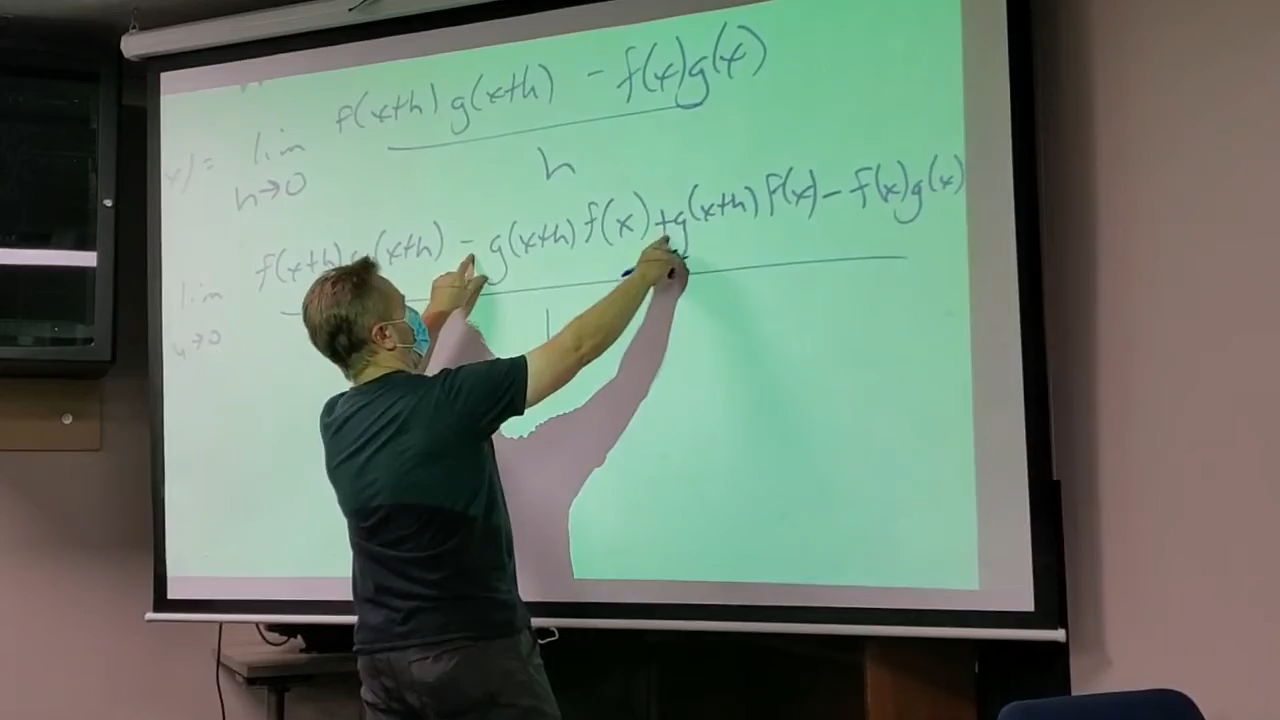 f(x+h)g(x+h) - f(x)g(x)
x)= lim
h→0
h
f(x+h)g(x+h) - g(x+h)f(x)+g(x+h)f(x) - f(x)g(x)
lim
h→0